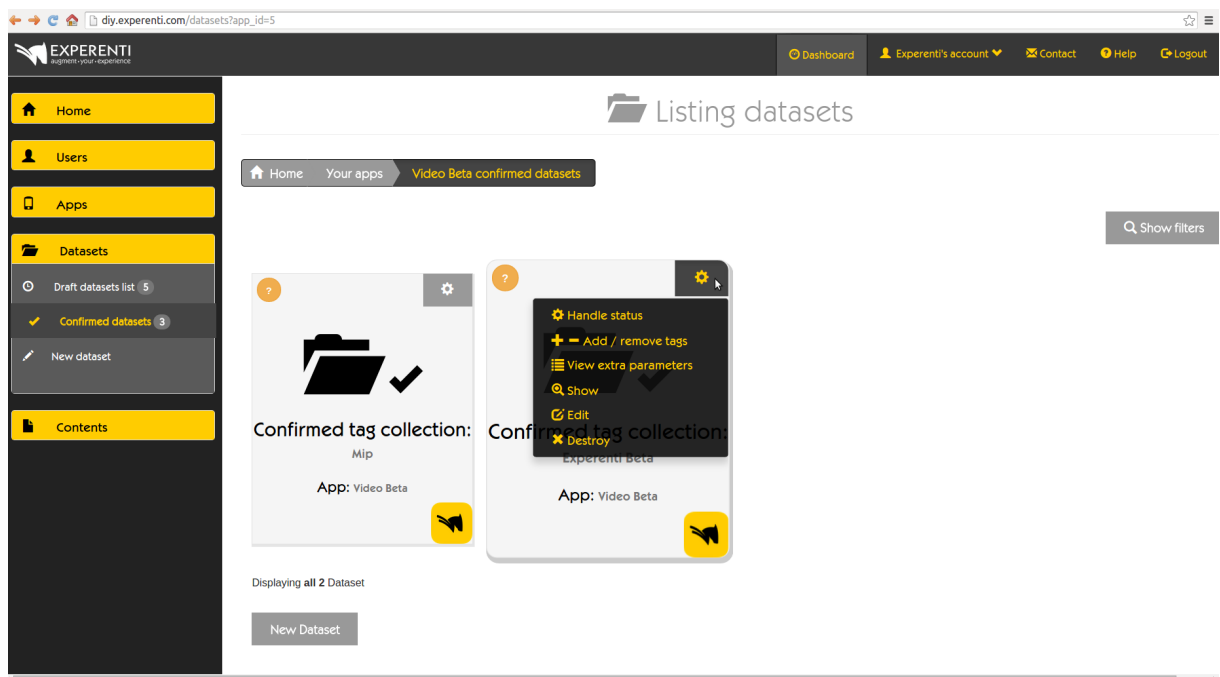 diy.experenti.com/datasets?app_id=5
EXPERENTI
augment-your-experience
Dashboard
Experenti's account
Contact
Help
Logout
Home
Users
Apps
Datasets
Draft datasets list 5
Confirmed datasets 3
New dataset
Contents
Listing datasets
Home Your apps Video Beta confirmed datasets
Show filters
?
Confirmed tag collection:
Mip
App: Video Beta
?
Handle status
Add / remove tags
View extra parameters
Show
Edit
Destroy
Confirmed tag collection:
Experenti Beta
App: Video Beta
Displaying all 2 Dataset
New Dataset